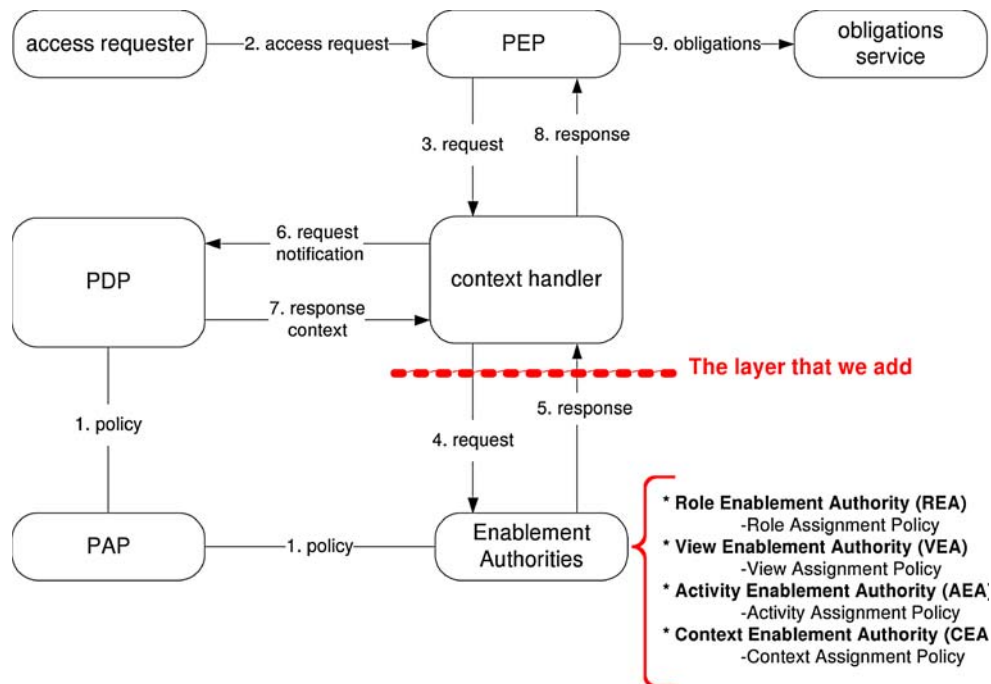 access requester
2. access request
PEP
9. obligations
obligations
service
3. request
8. response
6. request
notification
PDP
context handler
7. response
context
The layer that we add
1. policy
5. response
4. request
PAP
1. policy
Enablement
Authorities
* Role Enablement Authority (REA)
-Role Assignment Policy
* View Enablement Authority (VEA)
-View Assignment Policy
* Activity Enablement Authority (AEA)
-Activity Assignment Policy
* Context Enablement Authority (CEA
-Context Assignment Policy